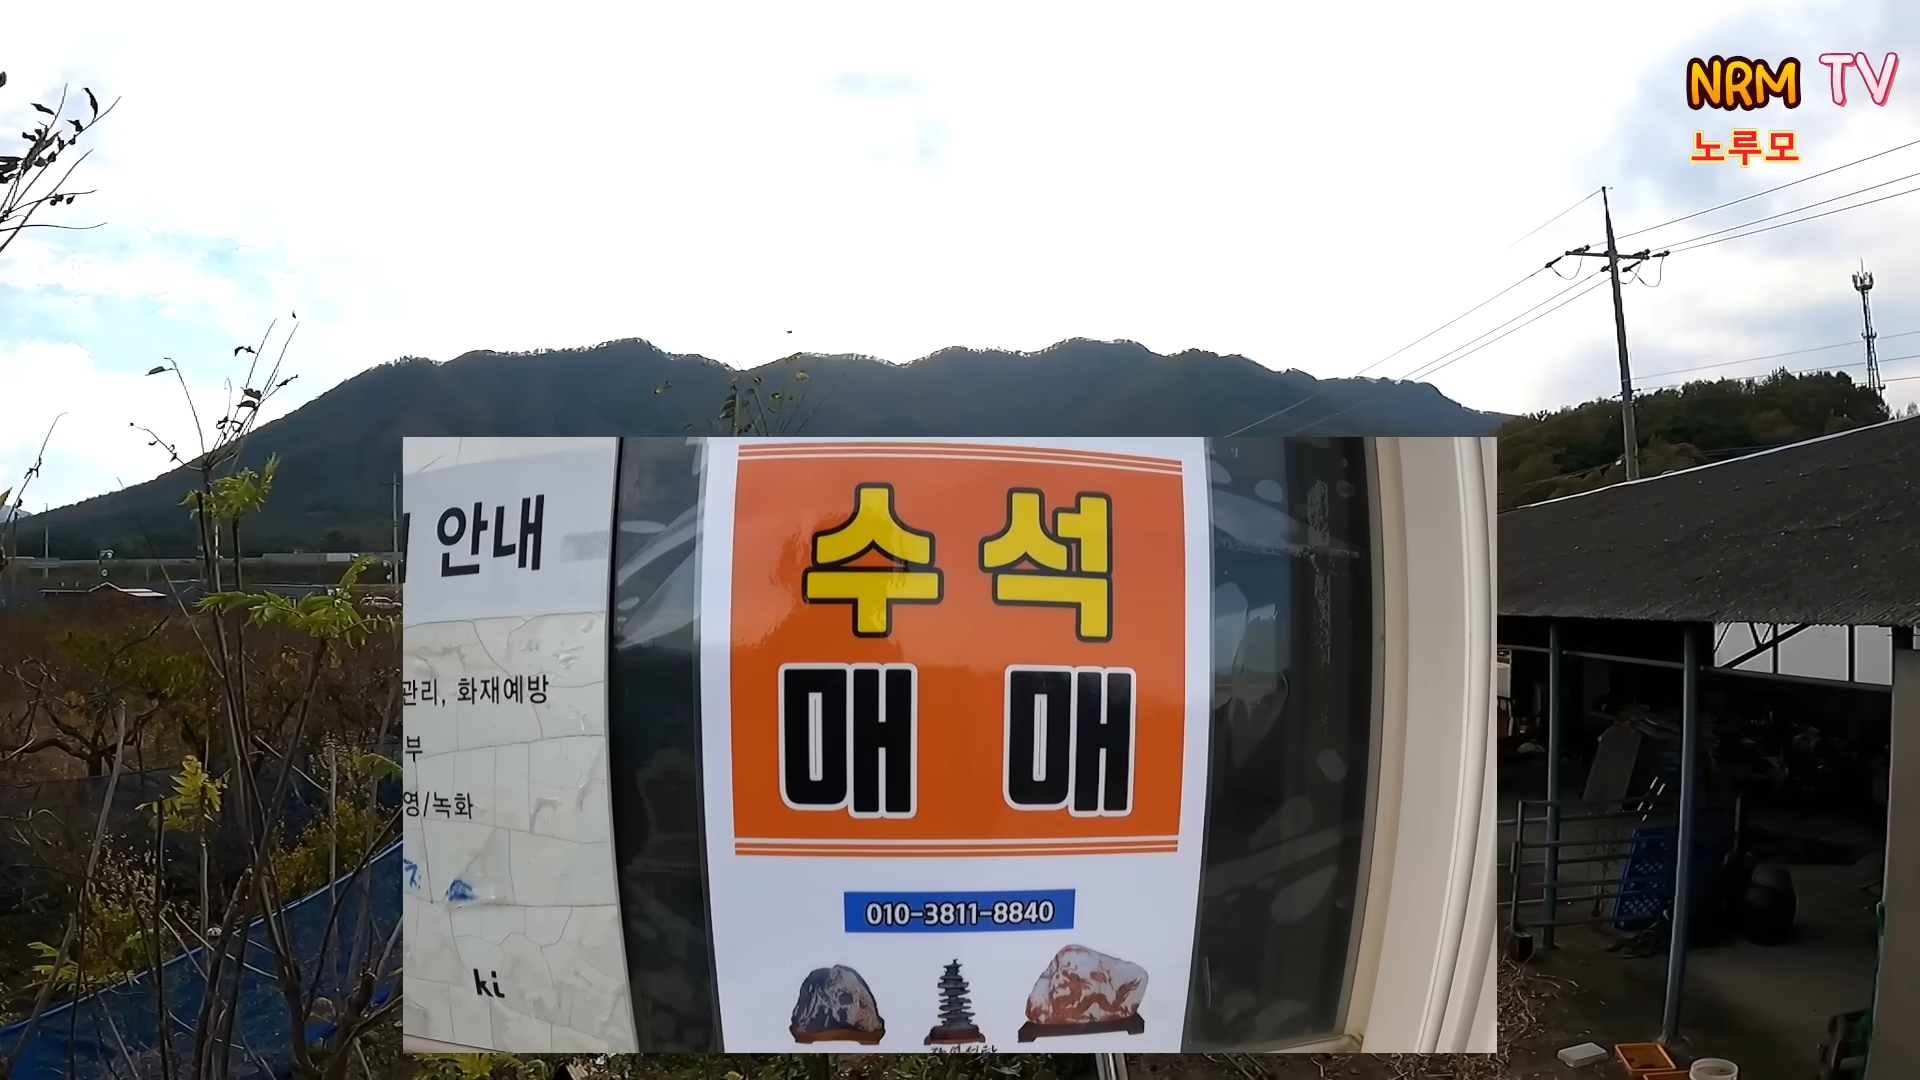 NRM TV
노루모
안내
관리, 화재예방
부
영/녹화
ki
수석
매매
010-3811-8840